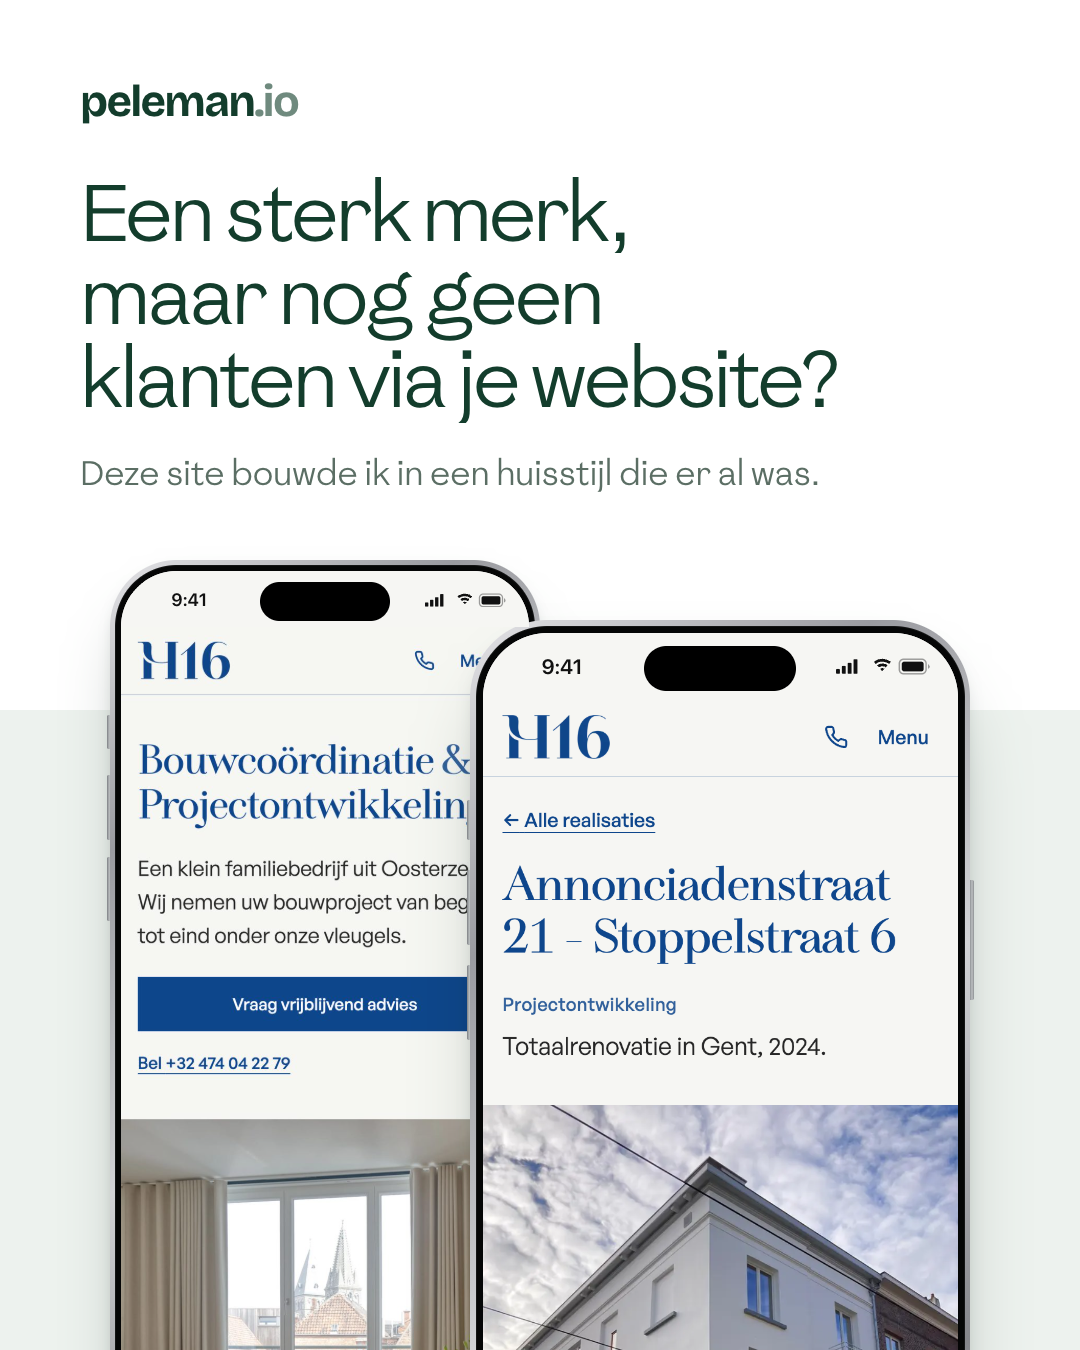 peleman.io
Een sterk merk,
maar nog geen
klanten via je website?
Deze site bouwde ik in een huisstijl die er al was.
9:41
H16
Bouwcoördinatie &
Projectontwikkelin
Een klein familiebedrijf uit Oosterze
Wij nemen uw bouwproject van beg
tot eind onder onze vleugels.
Vraag vrijblijvend advies
Bel +32 474 04 22 79
9:41
H16
Menu
← Alle realisaties
Annonciadenstraat
21 – Stoppelstraat 6
Projectontwikkeling
Totaalrenovatie in Gent, 2024.